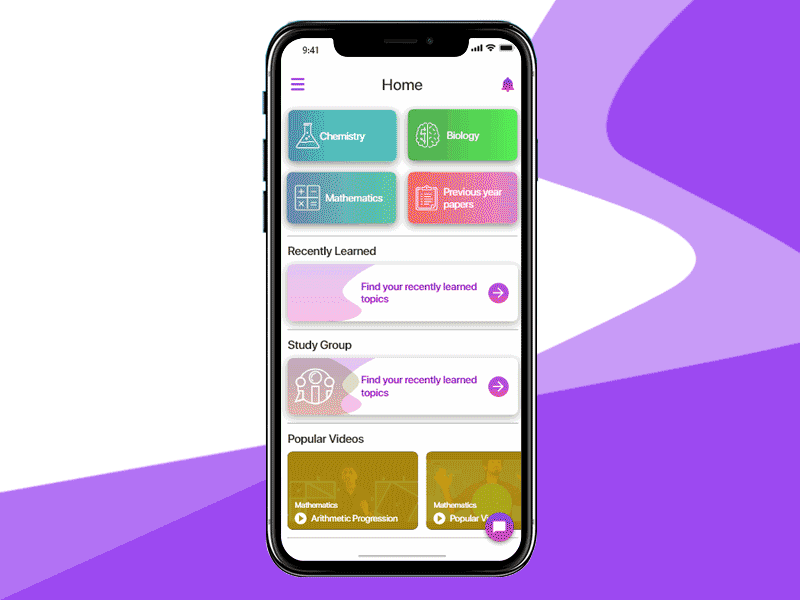 9:41
Home
Chemistry
Biology
Mathematics
Previous year
papers
Recently Learned
Find your recently learned
topics
Study Group
Find your recently learned
topics
Popular Videos
Mathematics
Arithmetic Progression
Mathematics
Popular